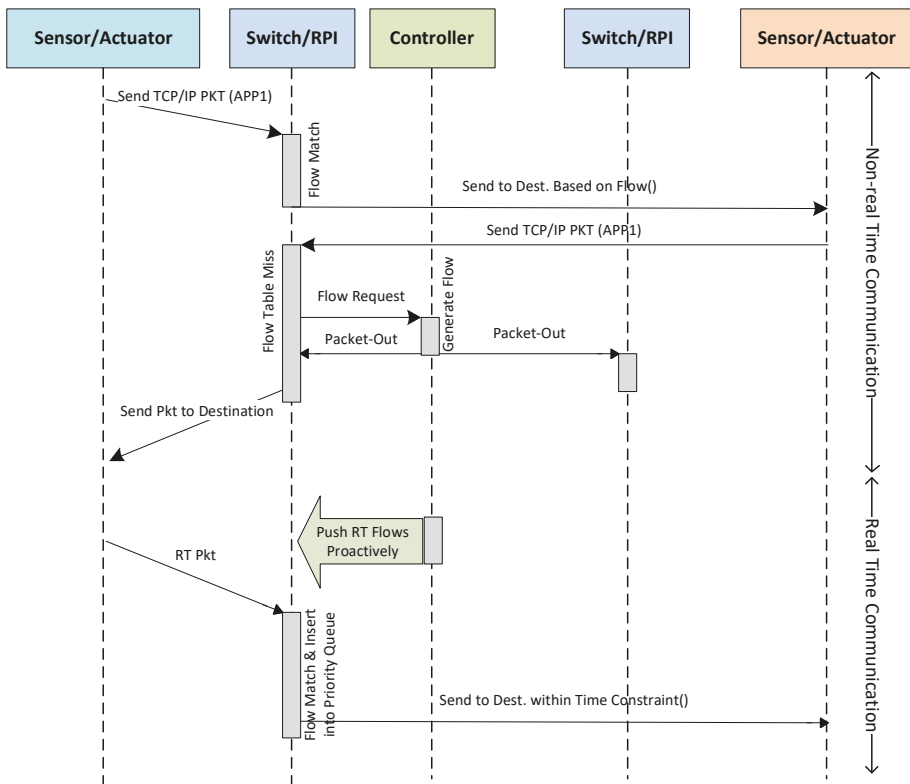 Sensor/Actuator
Switch/RPI
Controller
Switch/RPI
Sensor/Actuator
Send TCP/IP PKT (APP1)
Flow Match
Send to Dest. Based on Flow()
Send TCP/IP PKT (APP1)
Non-real Time Communication
Flow Table Miss
Flow Request
Generate Flow
Packet-Out
Packet-Out
Send Pkt to Destination
Push RT Flows
Proactively
RT Pkt
Real Time Communication
Flow Match & Insert
into Priority Queue
Send to Dest. within Time Constraint()